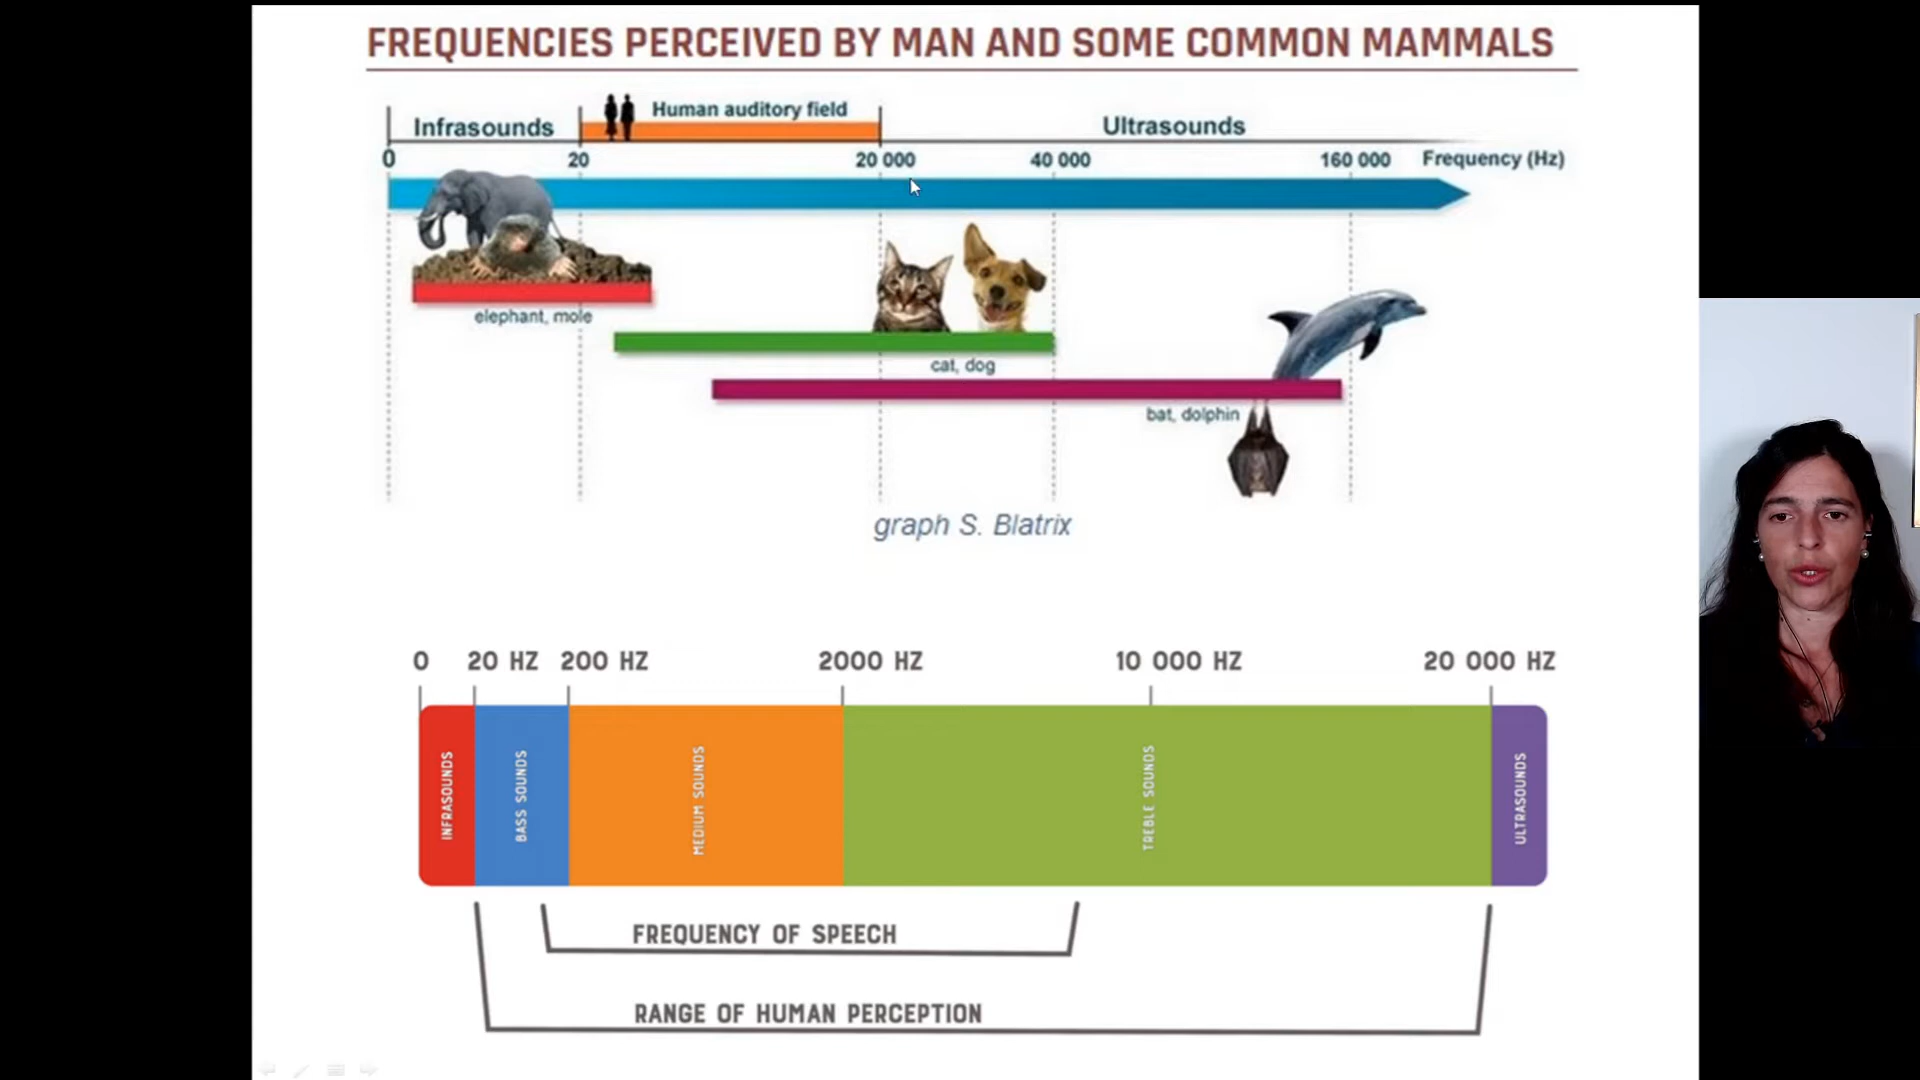 FREQUENCIES PERCEIVED BY MAN AND SOME COMMON MAMMALS
Infrasounds
Human auditory field
Ultrasounds
0 20 20 000 40 000 160 000 Frequency (Hz)
elephant, mole
cat, dog
bat, dolphin
graph S. Blatrix
0 20 HZ 200 HZ 2000 HZ 10 000 HZ 20 000 HZ
INFRASOUNDS
BASS SOUNDS
MEDIUM SOUNDS
TREBLE SOUNDS
ULTRASOUNDS
FREQUENCY OF SPEECH
RANGE OF HUMAN PERCEPTION